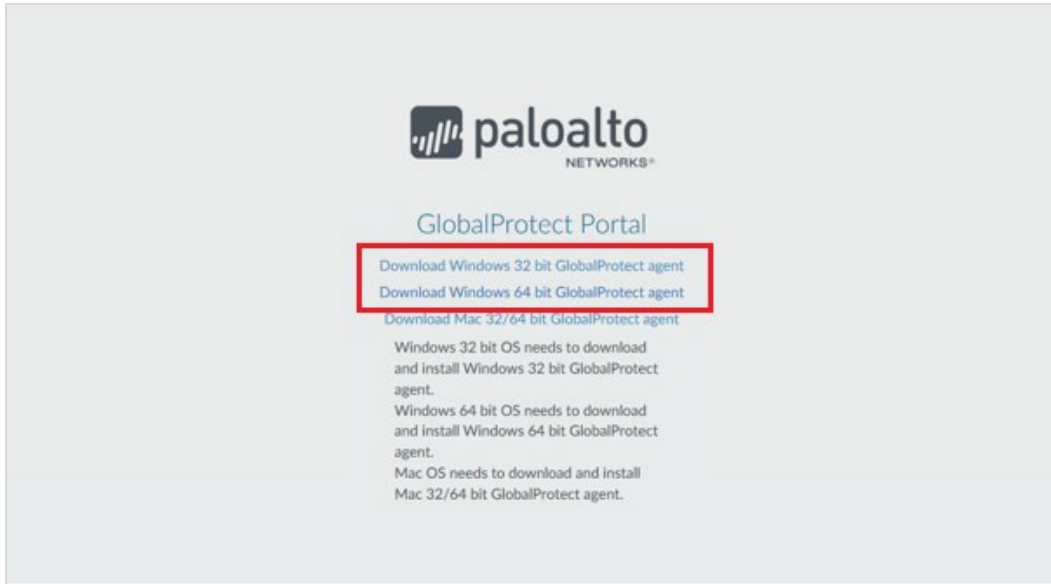 paloalto
NETWORKS®
GlobalProtect Portal
Download Windows 32 bit GlobalProtect agent
Download Windows 64 bit GlobalProtect agent
Download Mac 32/64 bit GlobalProtect agent
Windows 32 bit OS needs to download
and install Windows 32 bit GlobalProtect
agent.
Windows 64 bit OS needs to download
and install Windows 64 bit GlobalProtect
agent.
Mac OS needs to download and install
Mac 32/64 bit GlobalProtect agent.